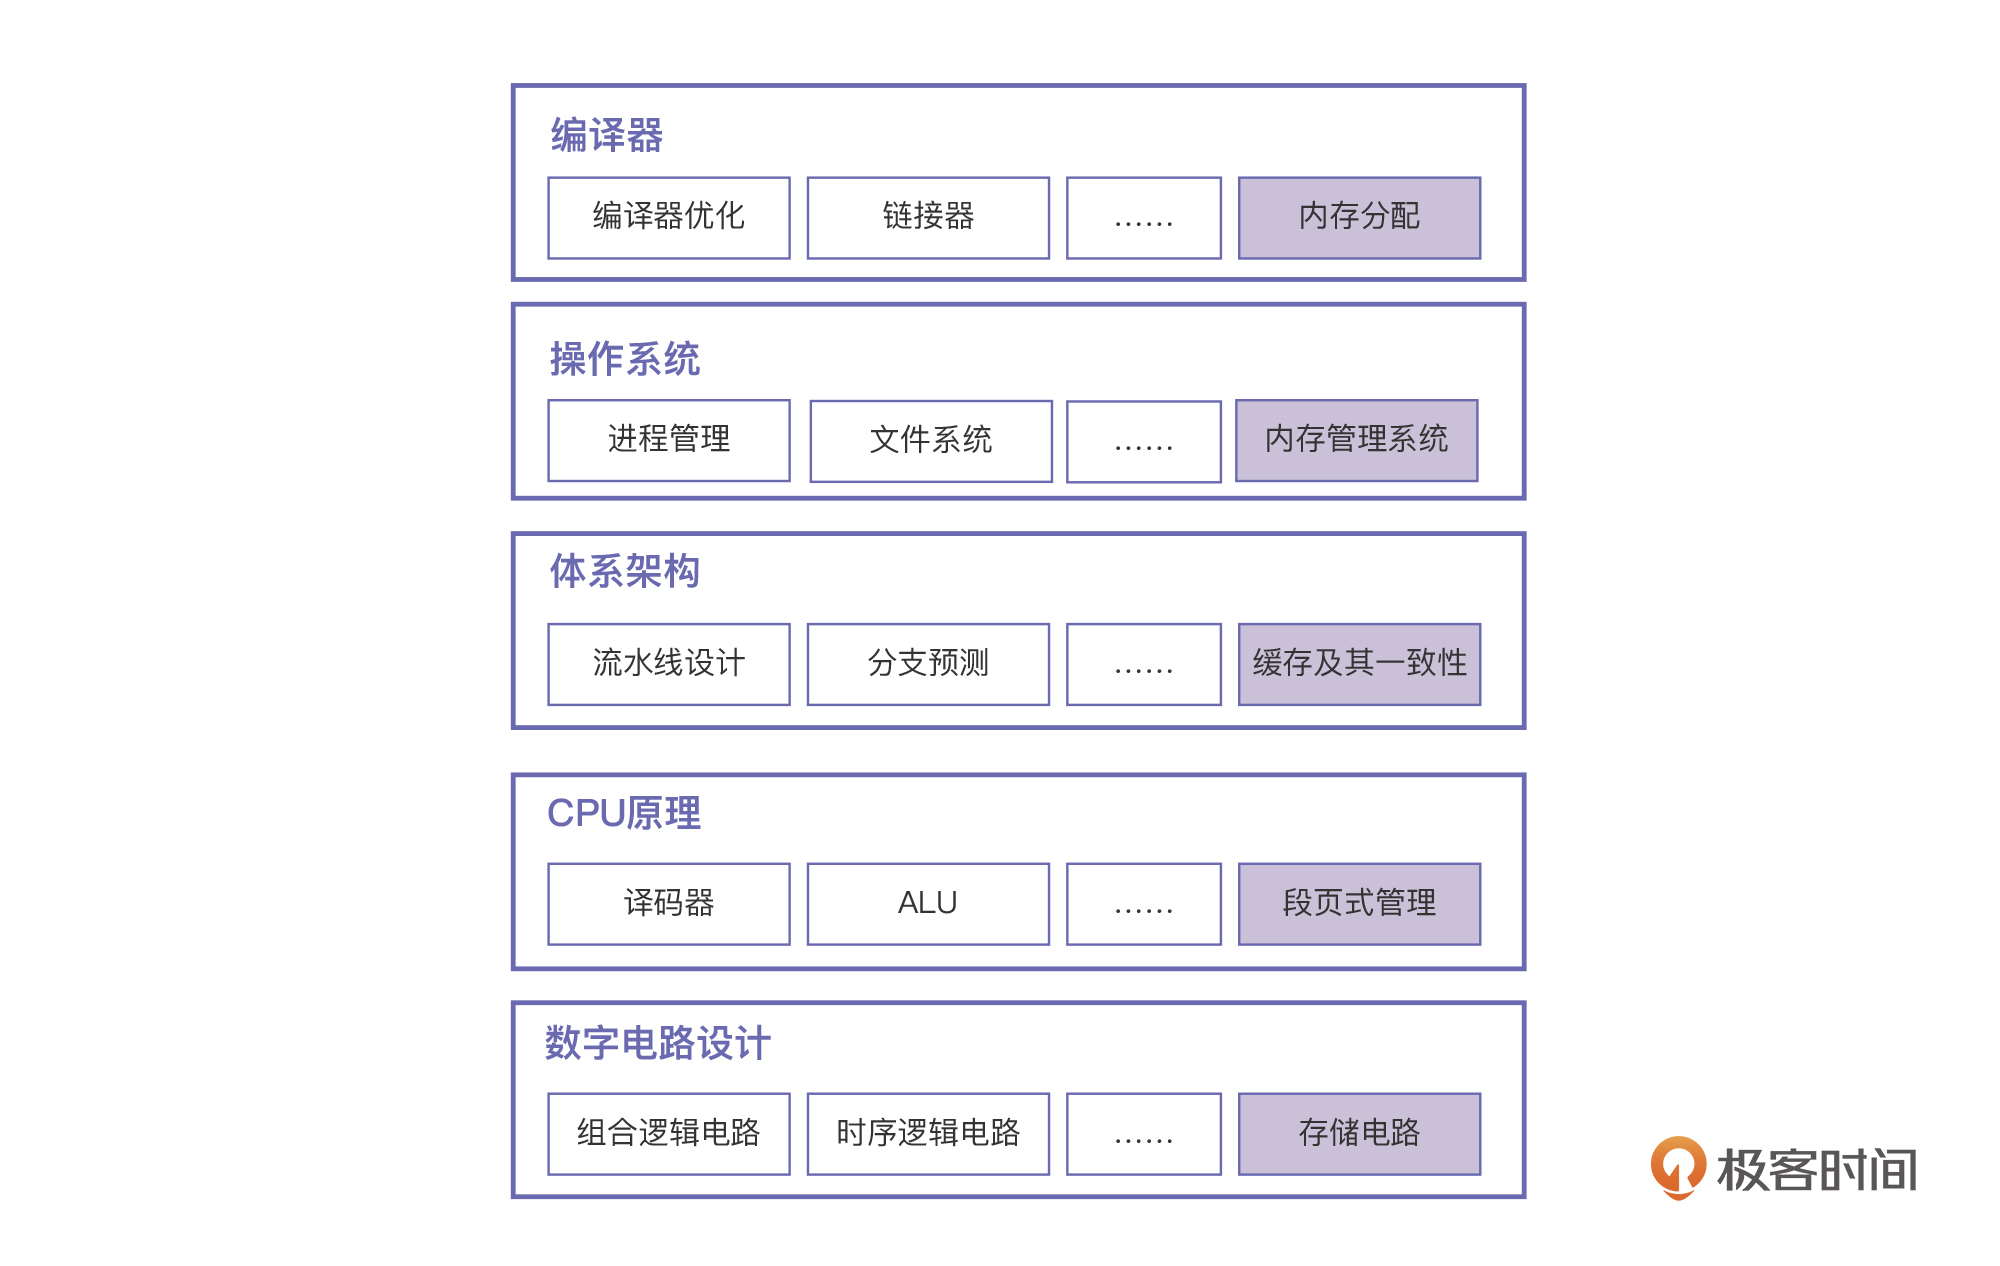 编译器
编译器优化 链接器 …… 内存分配
操作系统
进程管理 文件系统 …… 内存管理系统
体系架构
流水线设计 分支预测 …… 缓存及其一致性
CPU原理
译码器 ALU …… 段页式管理
数字电路设计
组合逻辑电路 时序逻辑电路 …… 存储电路
极客时间